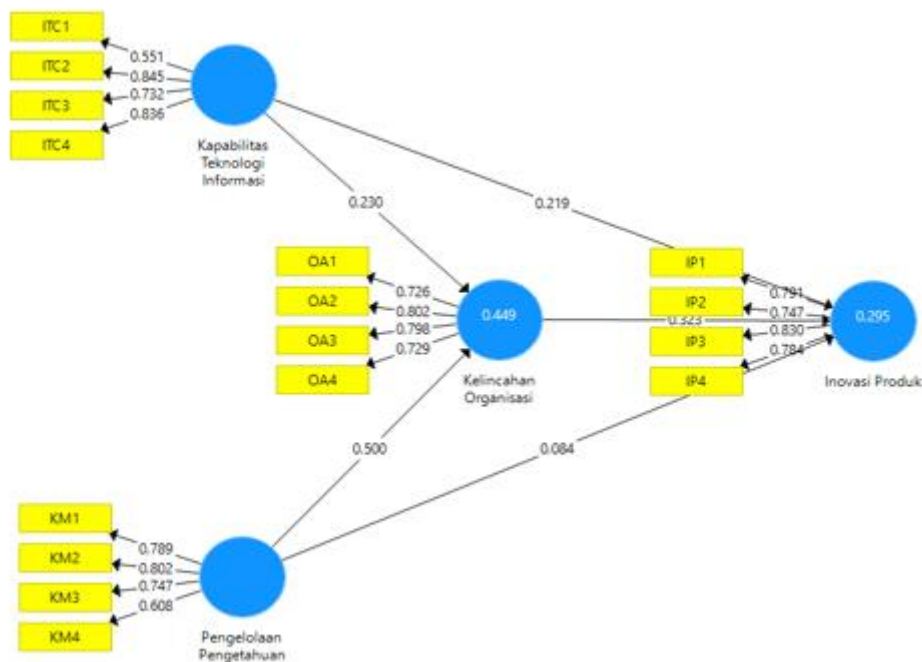 ITC1
ITC2
ITC3
ITC4
0.551
0.845
0.732
0.836
Kapabilitas
Teknologi
Informasi
0.230
0.219
OA1
OA2
OA3
OA4
0.726
0.802
0.798
0.729
0.449
Kelincahan
Organisasi
0.323
IP1
IP2
IP3
IP4
0.791
0.747
0.830
0.784
0.295
Inovasi Produk
0.500
0.084
KM1
KM2
KM3
KM4
0.789
0.802
0.747
0.608
Pengelolaan
Pengetahuan